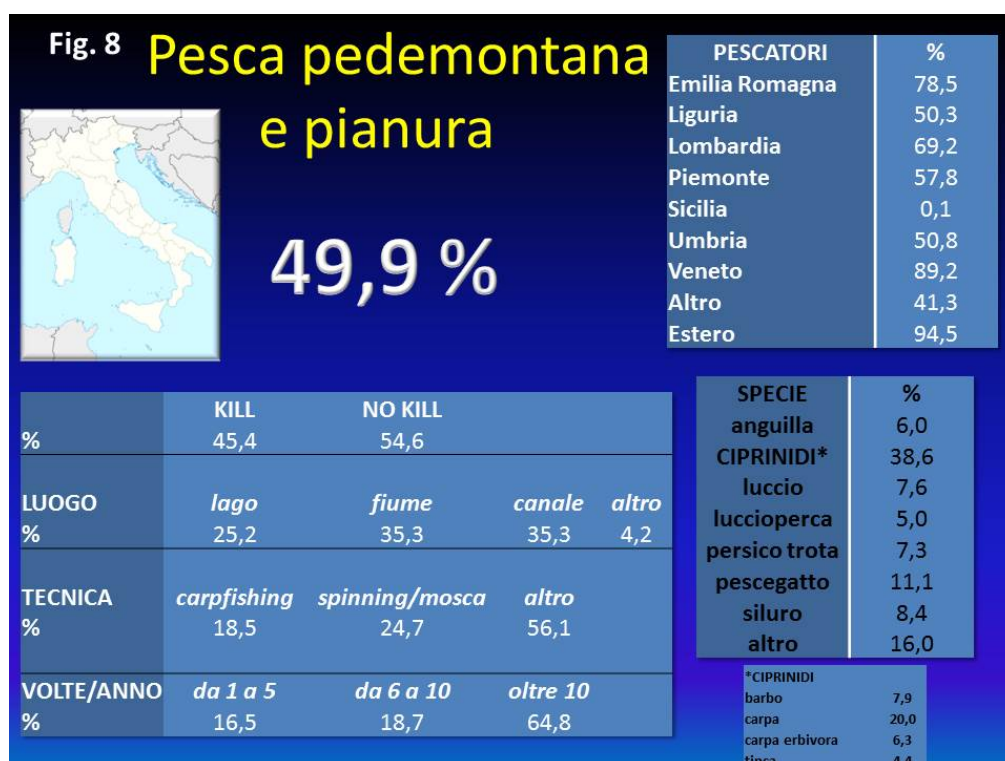 Fig. 8 Pesca pedemontana
e pianura
49,9 %
PESCATORI %
Emilia Romagna 78,5
Liguria 50,3
Lombardia 69,2
Piemonte 57,8
Sicilia 0,1
Umbria 50,8
Veneto 89,2
Altro 41,3
Estero 94,5
KILL NO KILL
% 45,4 54,6
LUOGO lago fiume canale altro
% 25,2 35,3 35,3 4,2
TECNICA carpfishing spinning/mosca altro
% 18,5 24,7 56,1
VOLTE/ANNO da 1 a 5 da 6 a 10 oltre 10
% 16,5 18,7 64,8
SPECIE %
anguilla 6,0
CIPRINIDI* 38,6
luccio 7,6
luccioperca 5,0
persico trota 7,3
pescegatto 11,1
siluro 8,4
altro 16,0
*CIPRINIDI
barbo 7,9
carpa 20,0
carpa erbivora 6,3
tinca 4,4